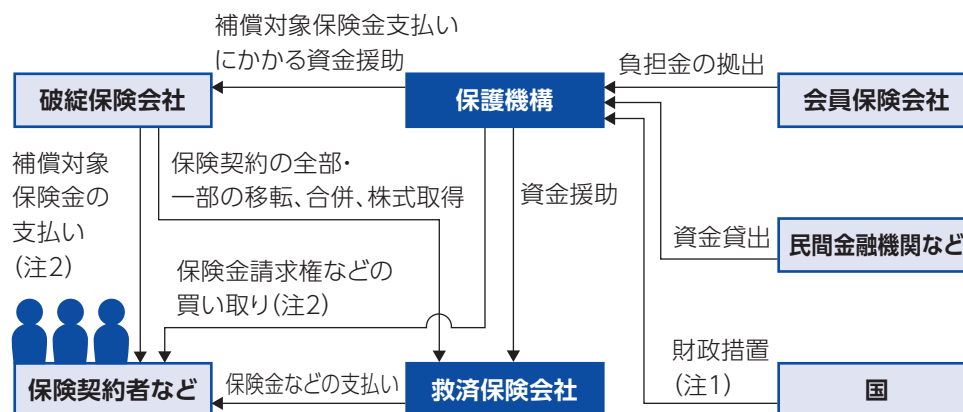 補償対象保険金支払い
にかかる資金援助
負担金の拠出
破綻保険会社
保護機構
会員保険会社
補償対象
保険金の
支払い
(注2)
保険契約の全部・
一部の移転、合併、株式取得
資金援助
資金貸出
民間金融機関など
保険金請求権などの
買い取り(注2)
財政措置
(注1)
保険契約者など
保険金などの支払い
救済保険会社
国